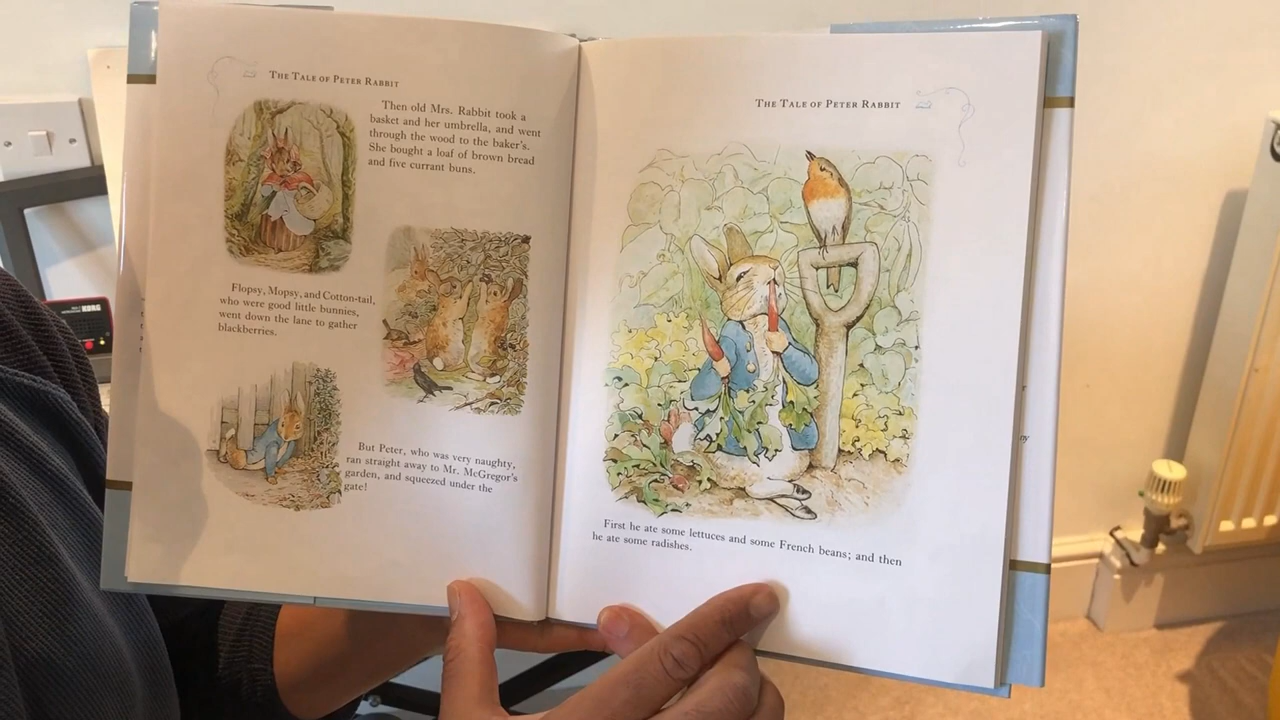 THE TALE OF PETER RABBIT
Then old Mrs. Rabbit took a
basket and her umbrella, and went
through the wood to the baker's.
She bought a loaf of brown bread
and five currant buns.
Flopsy, Mopsy, and Cotton-tail,
who were good little bunnies,
went down the lane to gather
blackberries.
But Peter, who was very naughty,
ran straight away to Mr. McGregor's
garden, and squeezed under the
gate!
THE TALE OF PETER RABBIT
First he ate some lettuces and some French beans; and then
he ate some radishes.
KORG